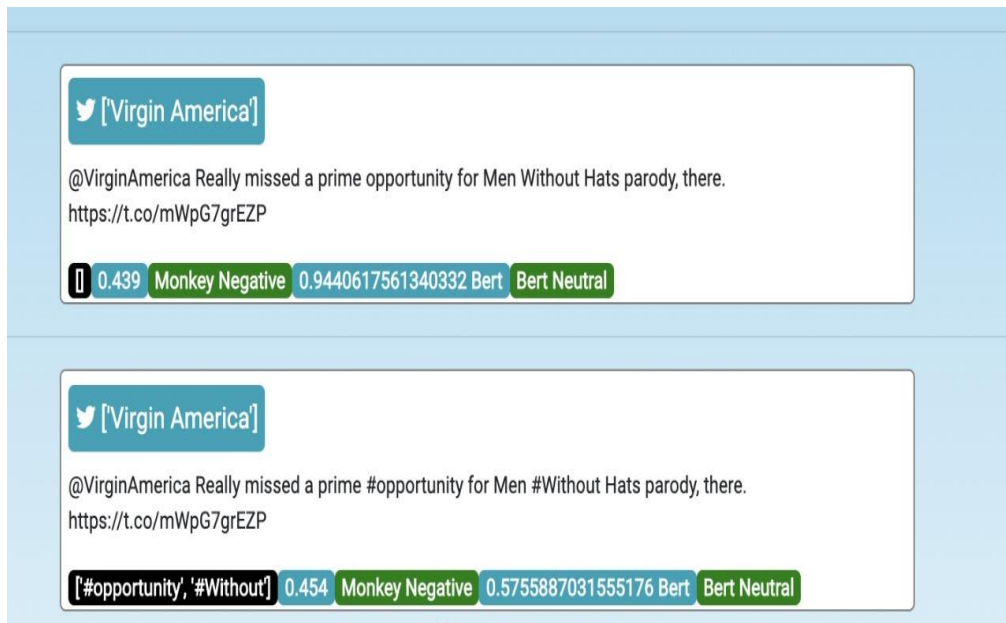 ['Virgin America']
@VirginAmerica Really missed a prime opportunity for Men Without Hats parody, there.
https://t.co/mWpG7grEZP
[] 0.439 Monkey Negative 0.9440617561340332 Bert Bert Neutral
['Virgin America']
@VirginAmerica Really missed a prime #opportunity for Men #Without Hats parody, there.
https://t.co/mWpG7grEZP
['#opportunity', '#Without'] 0.454 Monkey Negative 0.5755887031555176 Bert Bert Neutral